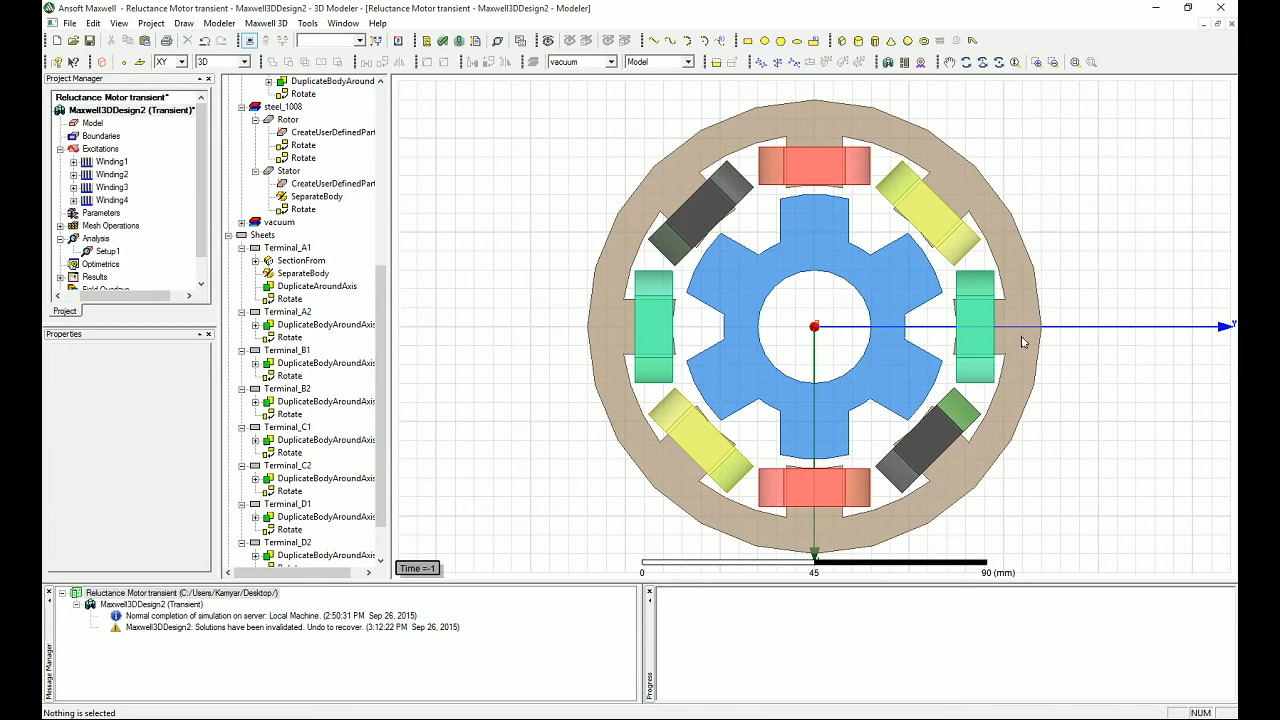 Ansoft Maxwell - Reluctance Motor transient - Maxwell3DDesign2 - 3D Modeler - [Reluctance Motor transient - Maxwell3DDesign2 - Modeler]
File Edit View Project Draw Modeler Maxwell 3D Tools Window Help
XY 3D vacuum Model
Project Manager
Reluctance Motor transient*
Maxwell3DDesign2 (Transient)*
Model
Boundaries
Excitations
Winding1
Winding2
Winding3
Winding4
Parameters
Mesh Operations
Analysis
Setup1
Optimetrics
Results
Field Overlays
Project
Properties
DuplicateBodyAround
Rotate
steel_1008
Rotor
CreateUserDefinedPart
Rotate
Rotate
Stator
CreateUserDefinedPart
SeparateBody
Rotate
vacuum
Sheets
Terminal_A1
SectionFrom
SeparateBody
DuplicateAroundAxis
Rotate
Terminal_A2
DuplicateBodyAroundAxis
Rotate
Terminal_B1
DuplicateBodyAroundAxis
Rotate
Terminal_B2
DuplicateBodyAroundAxis
Rotate
Terminal_C1
DuplicateBodyAroundAxis
Rotate
Terminal_C2
DuplicateBodyAroundAxis
Rotate
Terminal_D1
DuplicateBodyAroundAxis
Rotate
Terminal_D2
DuplicateBodyAroundAxis
Y
Time =-1
0 45 90 (mm)
Message Manager
Reluctance Motor transient (C:/Users/Kamyar/Desktop/)
Maxwell3DDesign2 (Transient)
Normal completion of simulation on server: Local Machine. (2:50:31 PM Sep 26, 2015)
Maxwell3DDesign2: Solutions have been invalidated. Undo to recover. (3:12:22 PM Sep 26, 2015)
Progress
Nothing is selected
NUM